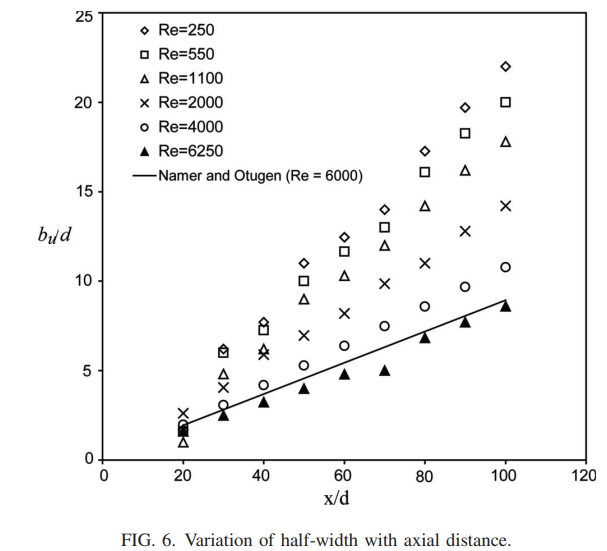 25
20
15
10
5
0
b_u/d
Re=250
Re=550
Re=1100
Re=2000
Re=4000
Re=6250
Namer and Otugen (Re = 6000)
0 20 40 60 80 100 120
x/d
FIG. 6. Variation of half-width with axial distance.